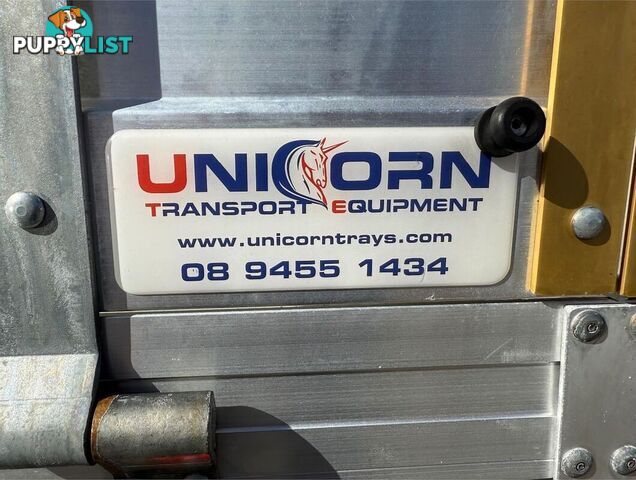 PUPPYLIST
UNICORN
TRANSPORT EQUIPMENT
www.unicorntrays.com
08 9455 1434